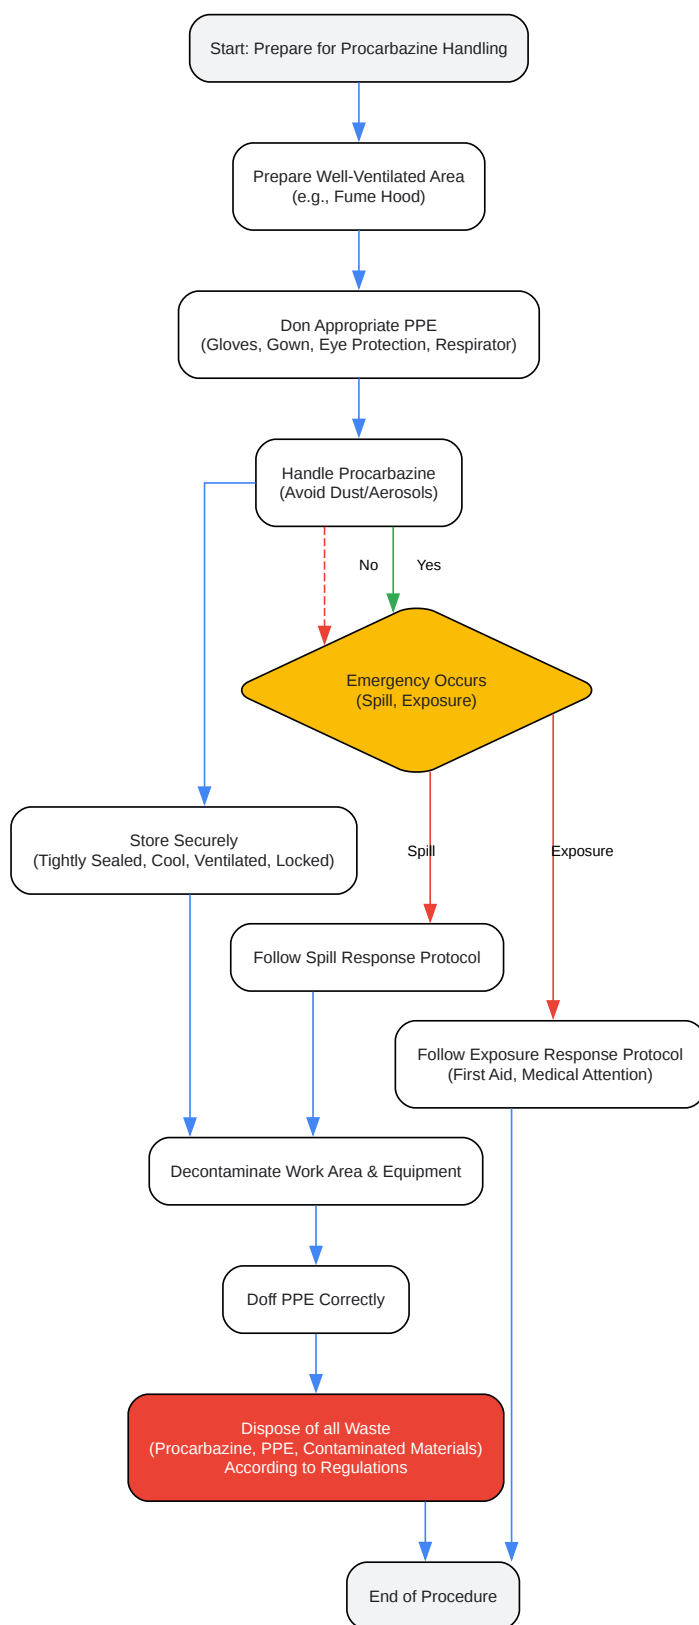 Start: Prepare for Procarbazine Handling
Prepare Well-Ventilated Area
(e.g., Fume Hood)
Don Appropriate PPE
(Gloves, Gown, Eye Protection, Respirator)
Handle Procarbazine
(Avoid Dust/Aerosols)
No
Yes
Emergency Occurs
(Spill, Exposure)
Store Securely
(Tightly Sealed, Cool, Ventilated, Locked)
Spill
Exposure
Follow Spill Response Protocol
Follow Exposure Response Protocol
(First Aid, Medical Attention)
Decontaminate Work Area & Equipment
Doff PPE Correctly
Dispose of all Waste
(Procarbazine, PPE, Contaminated Materials)
According to Regulations
End of Procedure